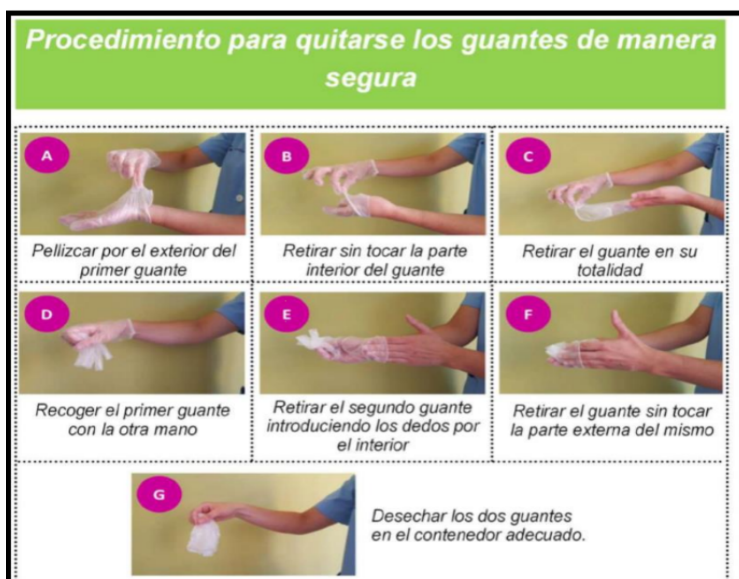 Procedimiento para quitarse los guantes de manera
segura
A
Pellizcar por el exterior del
primer guante
B
Retirar sin tocar la parte
interior del guante
C
Retirar el guante en su
totalidad
D
Recoger el primer guante
con la otra mano
E
Retirar el segundo guante
introduciendo los dedos por
el interior
F
Retirar el guante sin tocar
la parte externa del mismo
G
Desechar los dos guantes
en el contenedor adecuado.